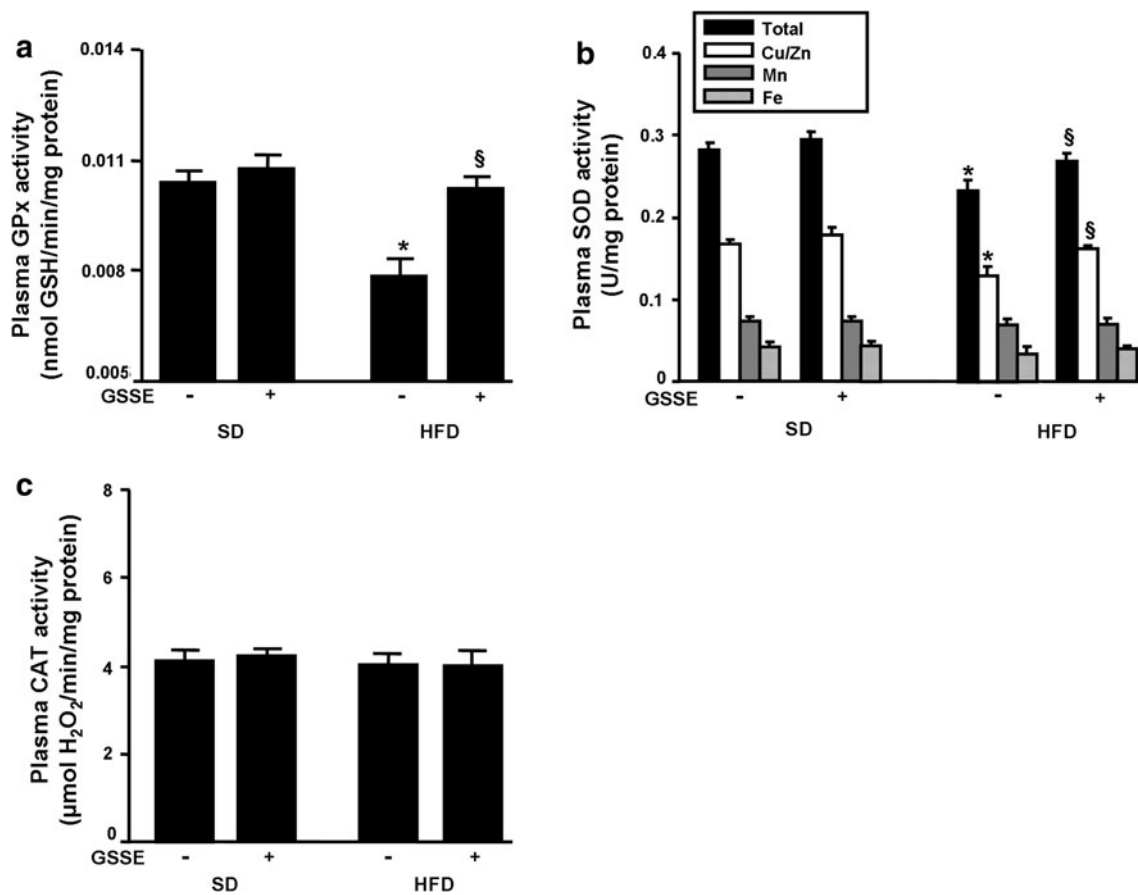 a
Plasma GPx activity
(nmol GSH/min/mg protein)
0.014
0.011
0.008
0.005
*
§
GSSE - + - +
SD HFD
b
Total
Cu/Zn
Mn
Fe
Plasma SOD activity
(U/mg protein)
0.4
0.3
0.2
0.1
0
*
*
§
§
GSSE - + - +
SD HFD
c
Plasma CAT activity
(µmol H₂O₂/min/mg protein)
8
6
4
2
0
GSSE - + - +
SD HFD